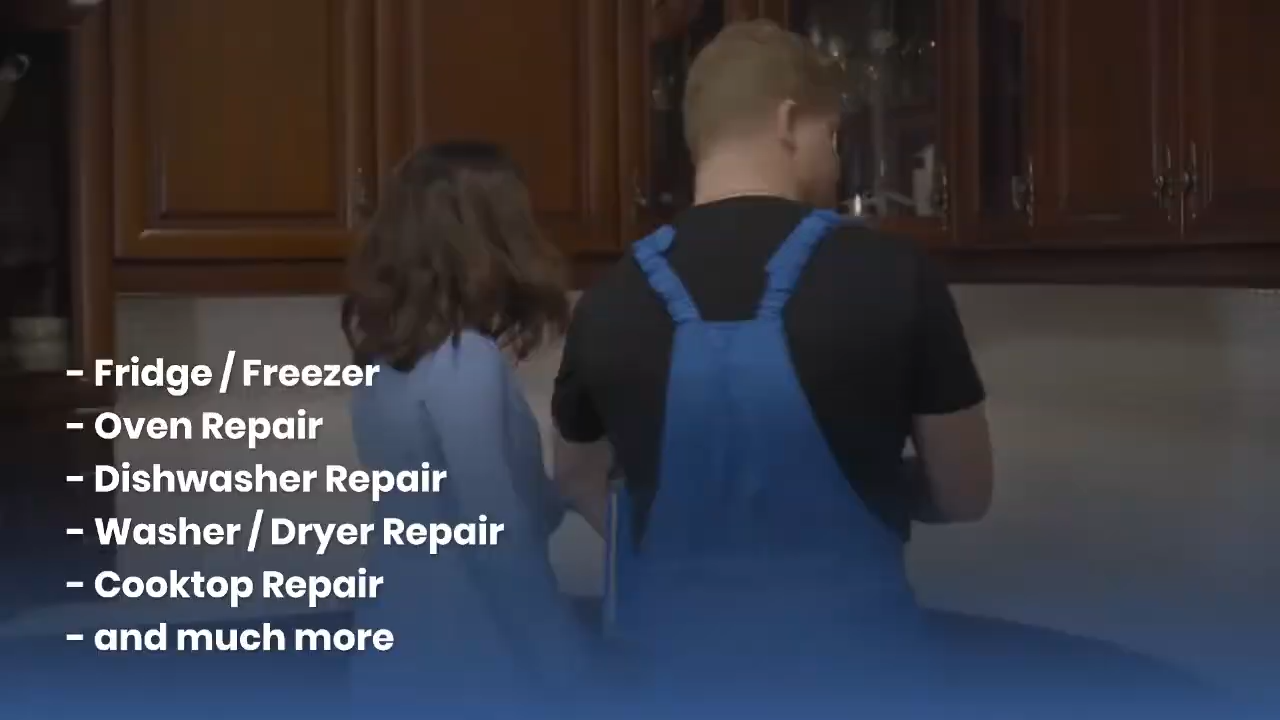 - Fridge / Freezer
- Oven Repair
- Dishwasher Repair
- Washer / Dryer Repair
- Cooktop Repair
- and much more